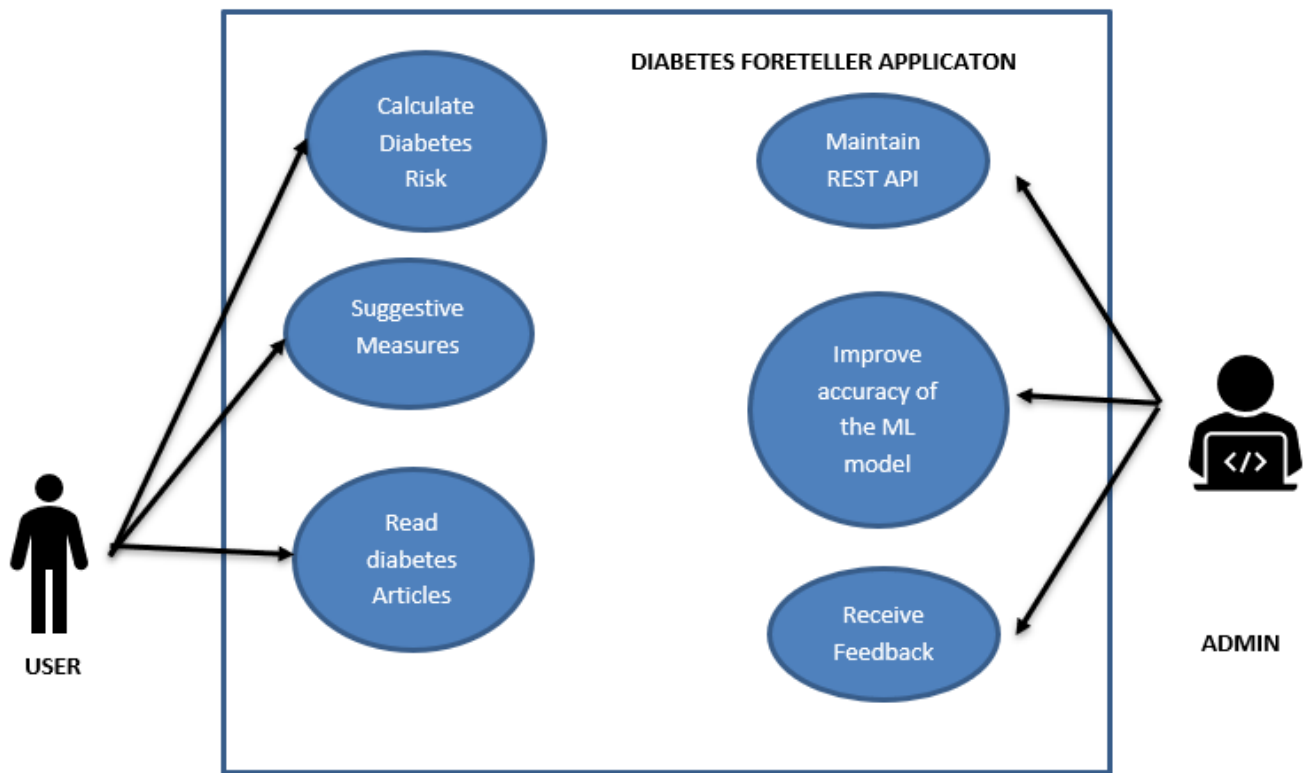 DIABETES FORETELLER APPLICATON
Calculate
Diabetes
Risk
Suggestive
Measures
Read
diabetes
Articles
USER
Maintain
REST API
Improve
accuracy of
the ML
model
Receive
Feedback
</>
ADMIN